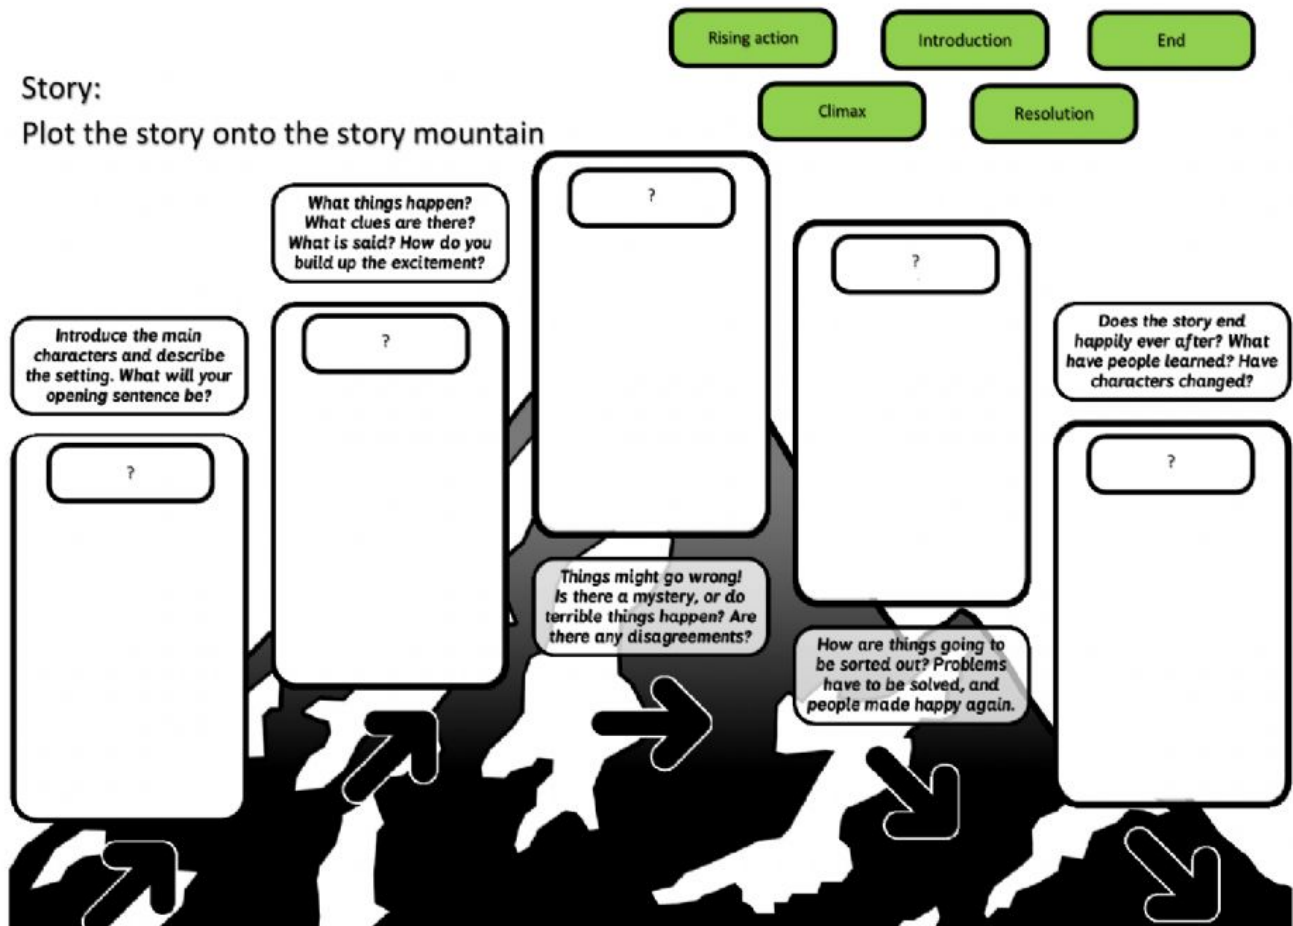 Rising action
Introduction
End
Climax
Resolution
Story:
Plot the story onto the story mountain
?
What things happen?
What clues are there?
What is said? How do you
build up the excitement?
?
?
Introduce the main
characters and describe
the setting. What will your
opening sentence be?
?
Does the story end
happily ever after? What
have people learned? Have
characters changed?
?
Things might go wrong!
Is there a mystery, or do
terrible things happen? Are
there any disagreements?
How are things going to
be sorted out? Problems
have to be solved, and
people made happy again.